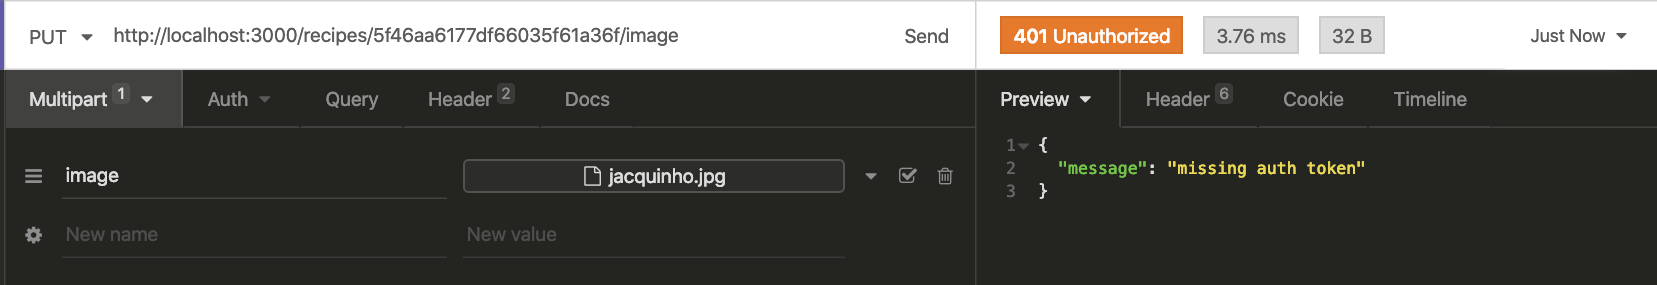 PUT http://localhost:3000/recipes/5f46aa6177df66035f61a36f/image Send
401 Unauthorized 3.76 ms 32 B Just Now
Multipart 1 Auth Query Header 2 Docs
Preview Header 6 Cookie Timeline
image jacquinho.jpg
New name New value
1 {
2 "message": "missing auth token"
3 }